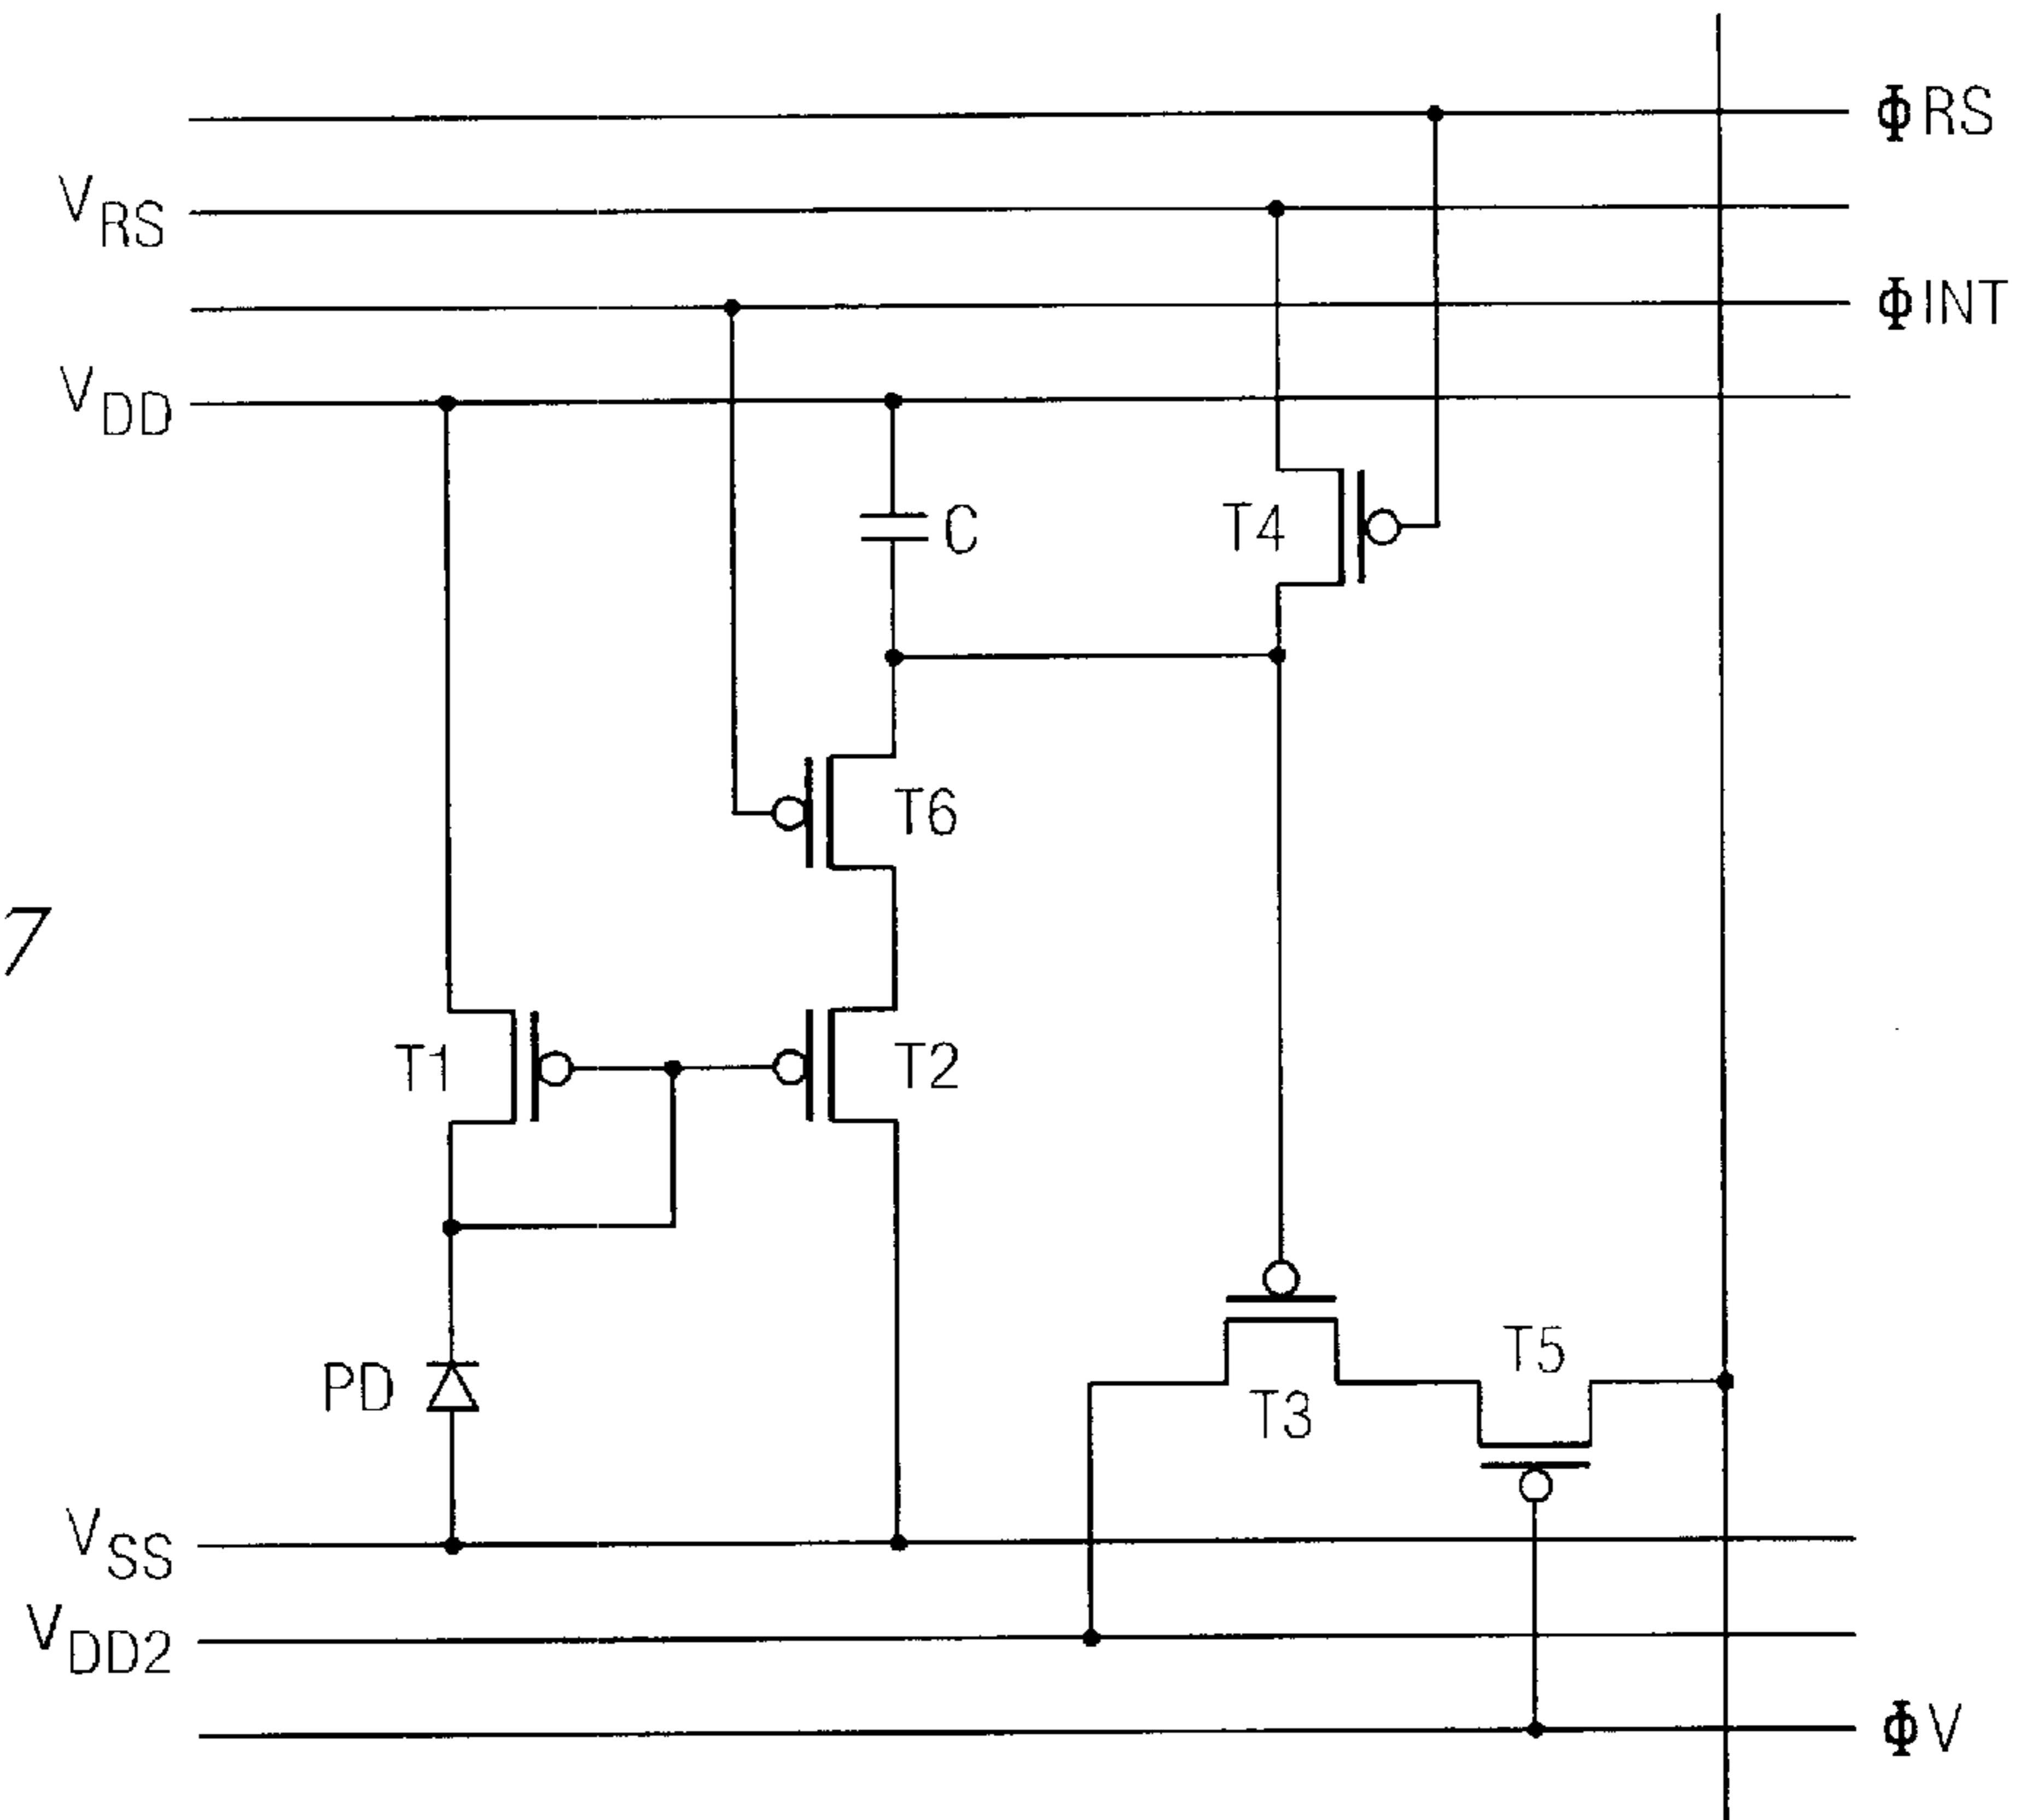 ΦRS
VRS
ΦINT
VDD
C
T4
T6
7
T1
T2
T5
PD
T3
VSS
VDD2
ΦV